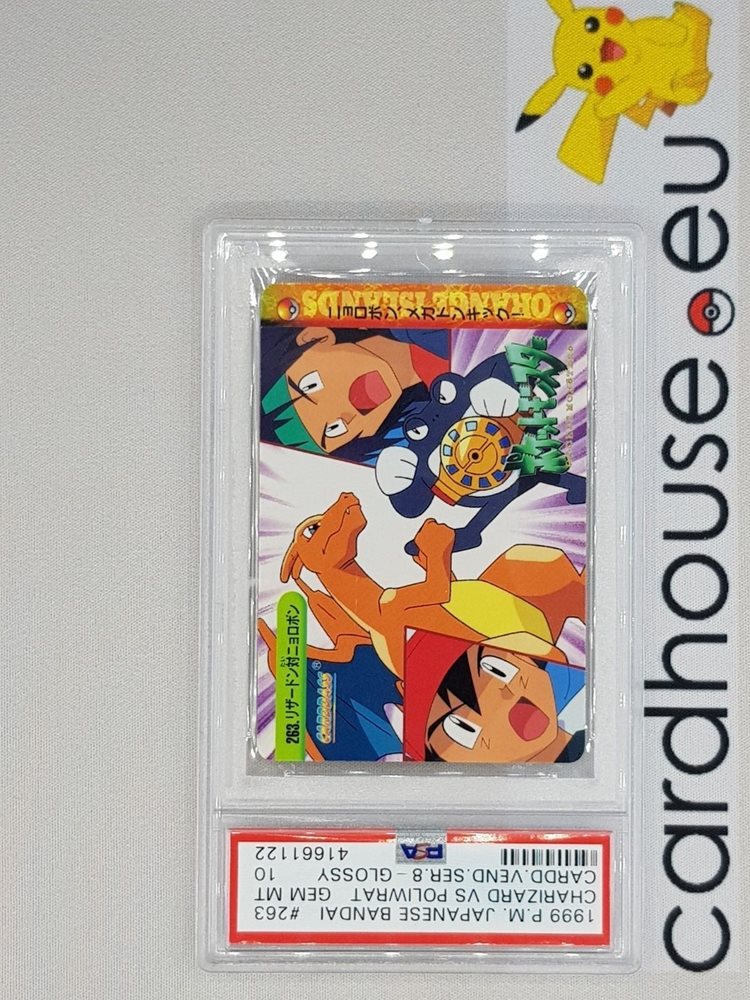 1999 P.M. JAPANESE BANDAI #263
CHARIZARD VS POLIWRAT GEM MT
CARDD.VEND.SER.8 - GLOSSY 10
PSA 41661122
ORANGE ISLANDS
ニョロボン メガトンキック!
ポケットモンスター
263.リザードン対ニョロボン
たい
CARDDASS®
cardhouse.eu